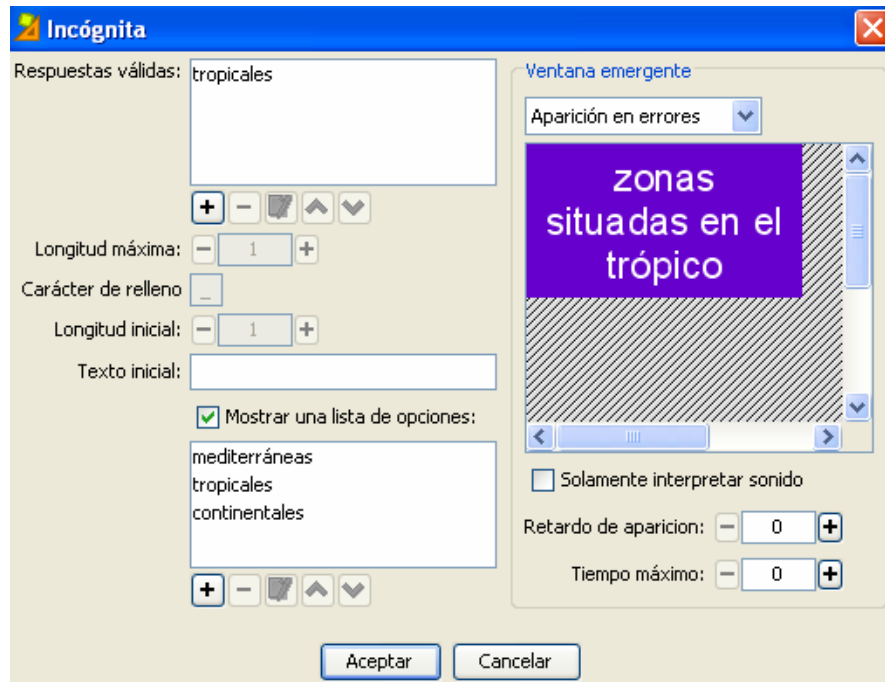 Incógnita
Respuestas válidas:
tropicales
Longitud máxima:
1
Carácter de relleno
_
Longitud inicial:
1
Texto inicial:
Mostrar una lista de opciones:
mediterráneas
tropicales
continentales
Ventana emergente
Aparición en errores
zonas
situadas en el
trópico
Solamente interpretar sonido
Retardo de aparicion:
0
Tiempo máximo:
0
Aceptar
Cancelar